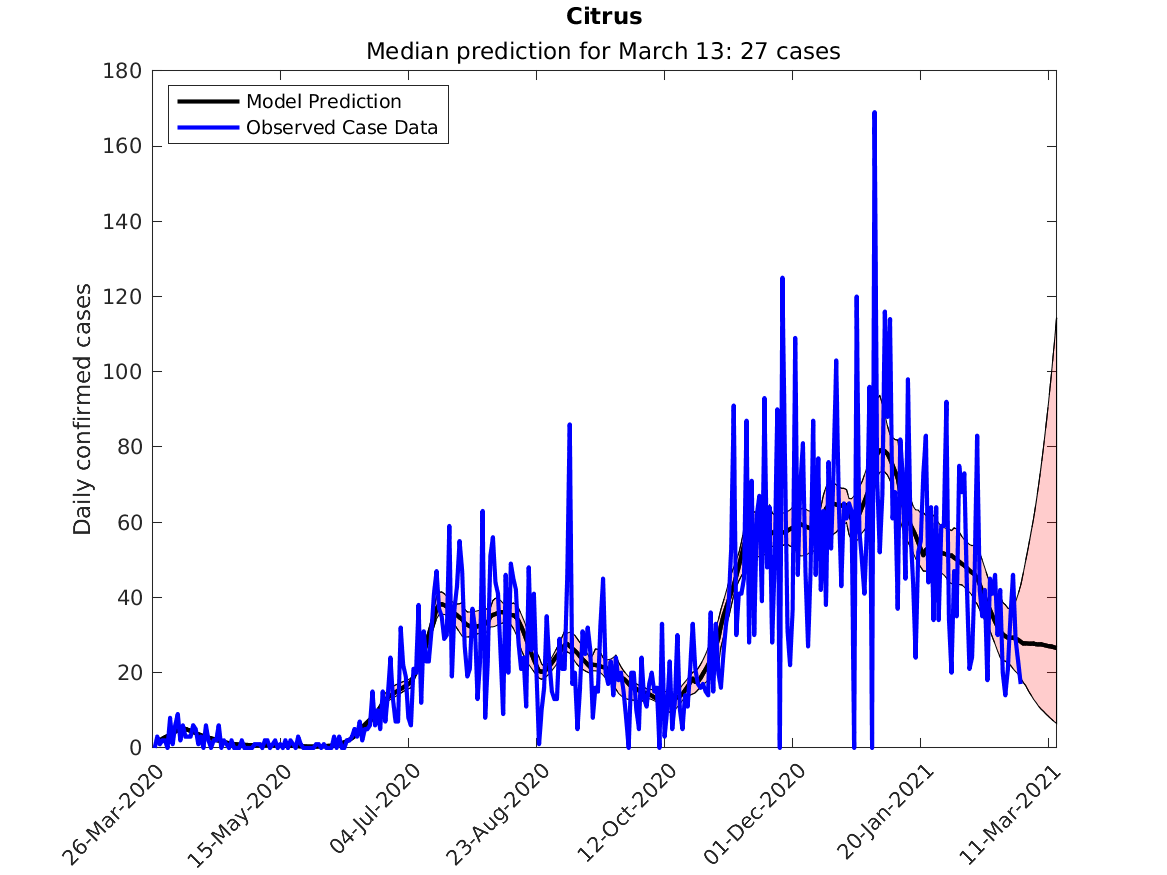 Citrus
Median prediction for March 13: 27 cases
Model Prediction
Observed Case Data
Daily confirmed cases
180
160
140
120
100
80
60
40
20
0
26-Mar-2020
15-May-2020
04-Jul-2020
23-Aug-2020
12-Oct-2020
01-Dec-2020
20-Jan-2021
11-Mar-2021